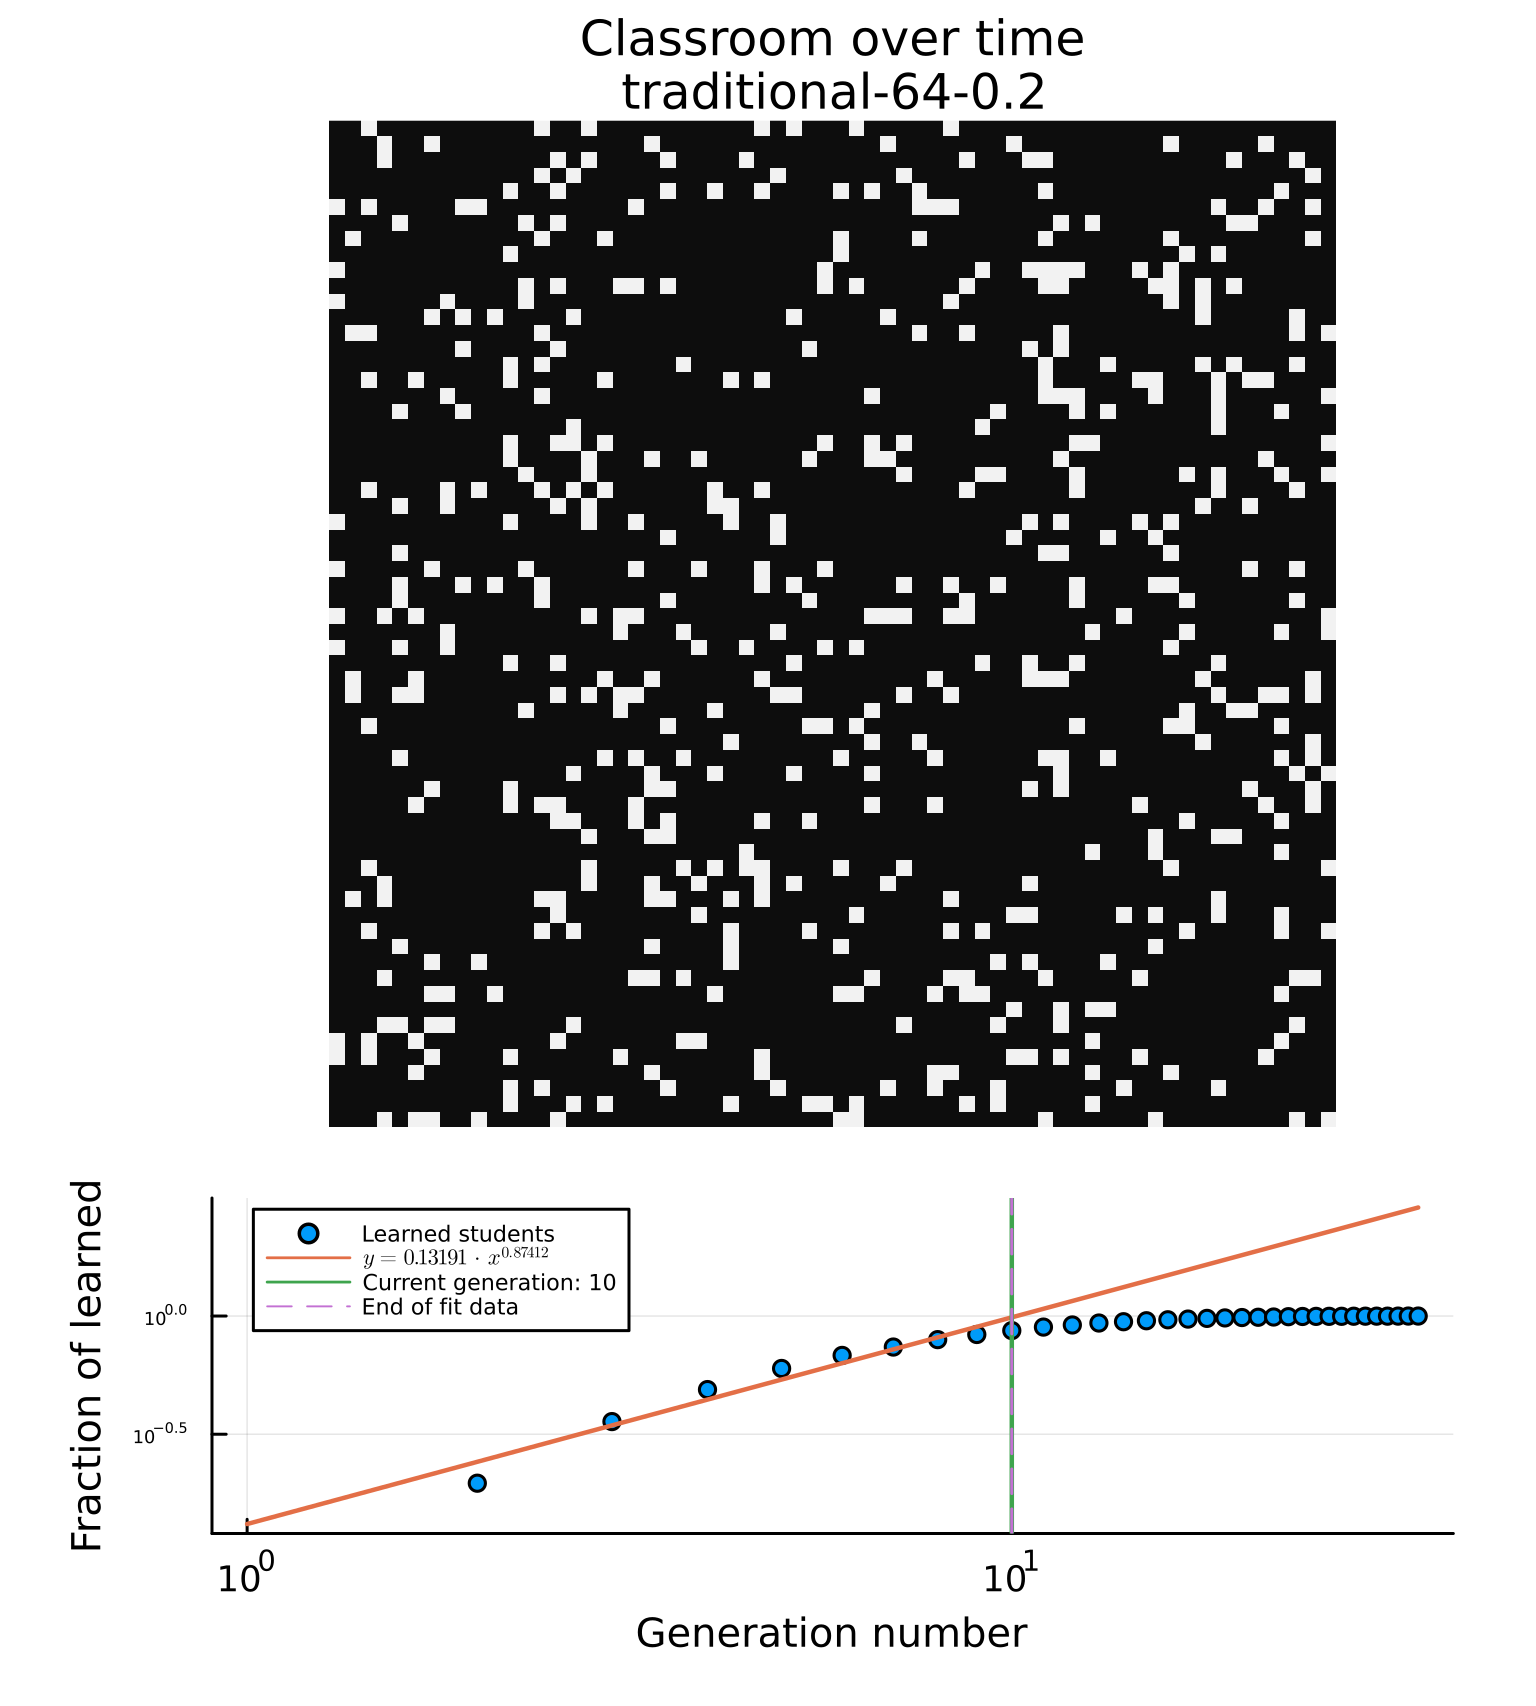 Classroom over time
traditional-64-0.2
Fraction of learned
Learned students
y = 0.13191 · x^0.87412
Current generation: 10
End of fit data
10^0.0
10^−0.5
10^0
10^1
Generation number